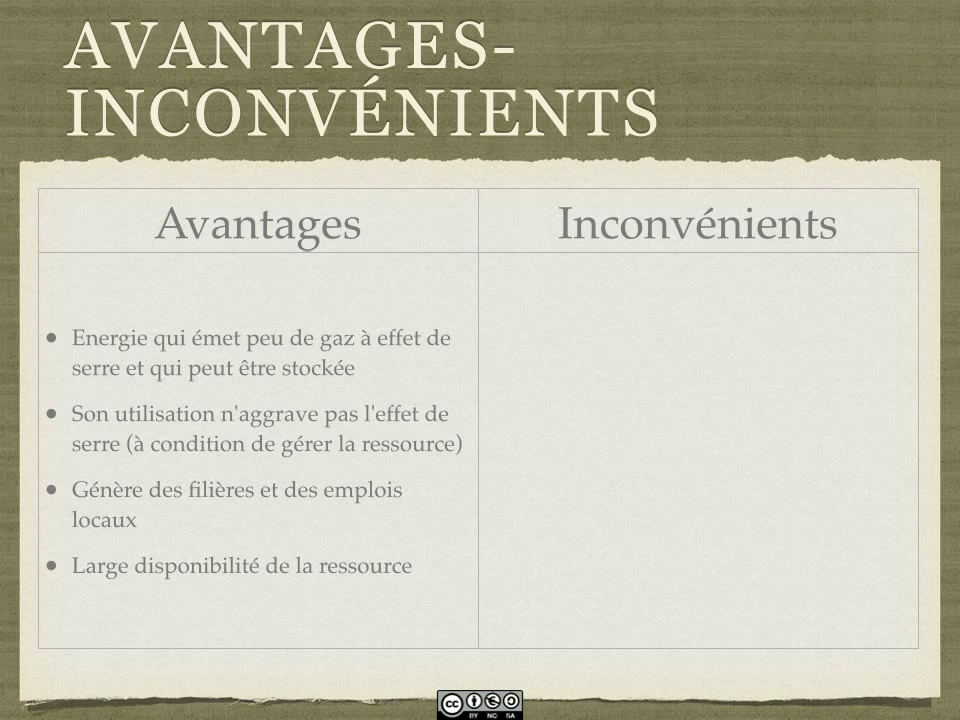 AVANTAGES-
INCONVÉNIENTS
Avantages
Inconvénients
• Energie qui émet peu de gaz à effet de
serre et qui peut être stockée
• Son utilisation n'aggrave pas l'effet de
serre (à condition de gérer la ressource)
• Génère des filières et des emplois
locaux
• Large disponibilité de la ressource
cc
BY NC SA